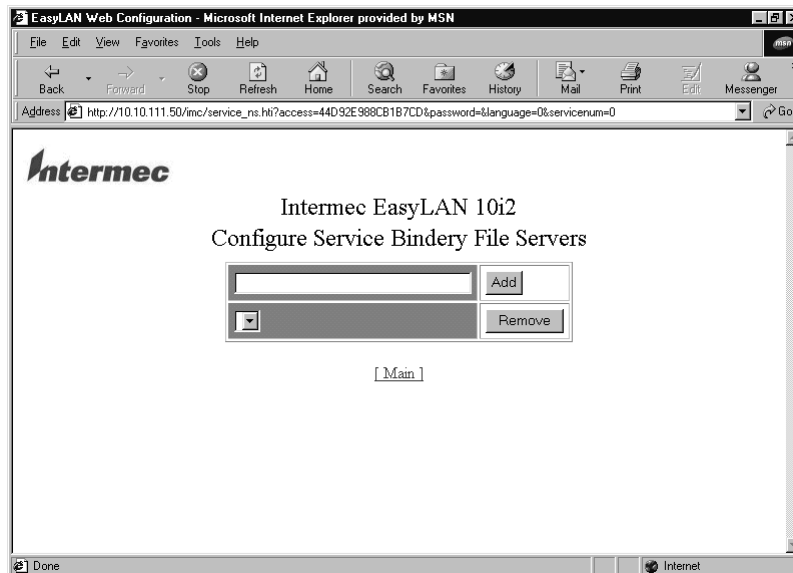 EasyLAN Web Configuration - Microsoft Internet Explorer provided by MSN
File Edit View Favorites Tools Help
msn
Back Forward Stop Refresh Home Search Favorites History Mail Print Edit Messenger
Address http://10.10.111.50/imc/service_ns.hti?access=44D92E988CB1B7CD&password=&language=0&servicenum=0 Go
Intermec
Intermec EasyLAN 10i2
Configure Service Bindery File Servers
Add
Remove
[ Main ]
Done Internet